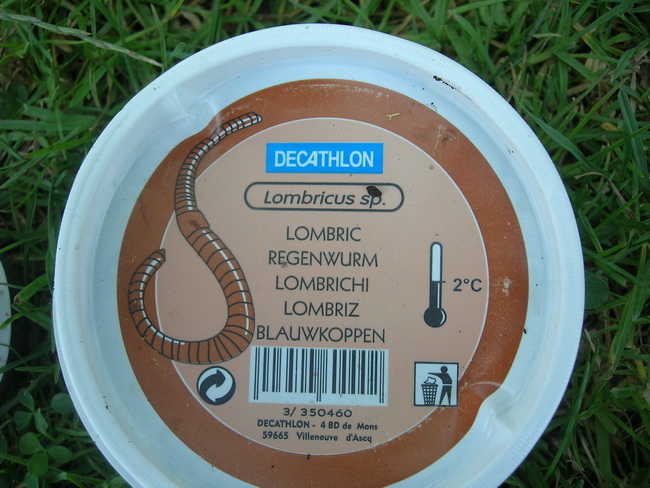 DECATHLON
Lombricus sp.
LOMBRIC
REGENWURM
LOMBRICHI
LOMBRIZ
BLAUWKOPPEN
2°C
3/ 350460
DECATHLON - 4 BD de Mons
59665 Villeneuve d'Ascq